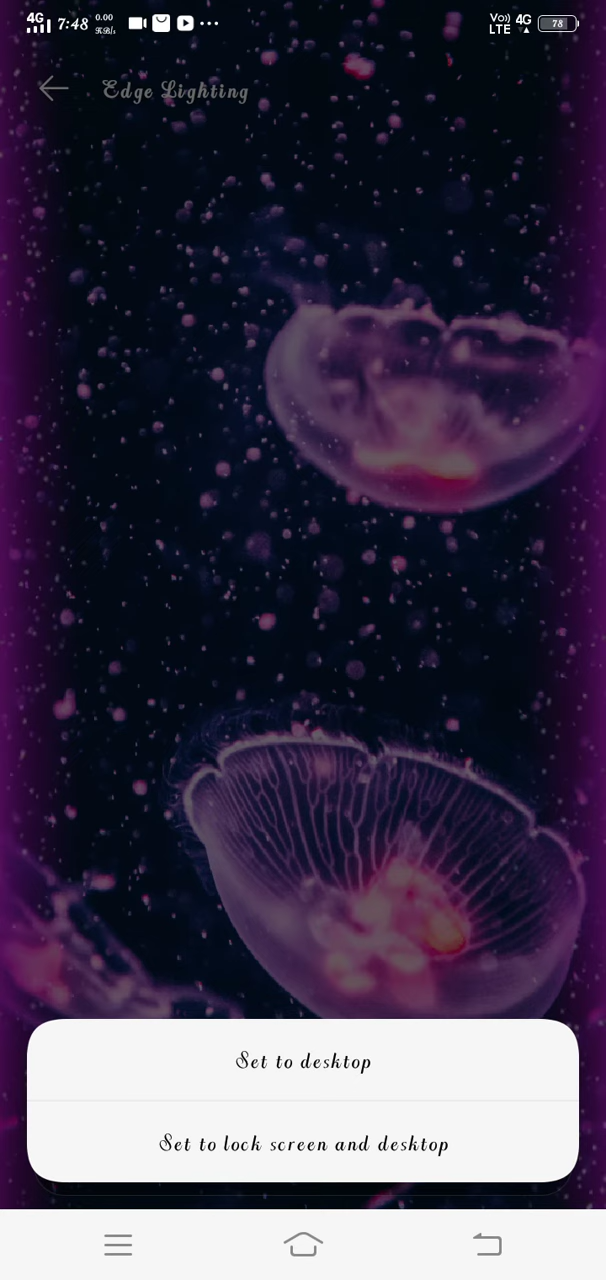 4G 7:48 0.00 KB/s Vo)) LTE 4G 78
Edge Lighting
Set to desktop
Set to lock screen and desktop